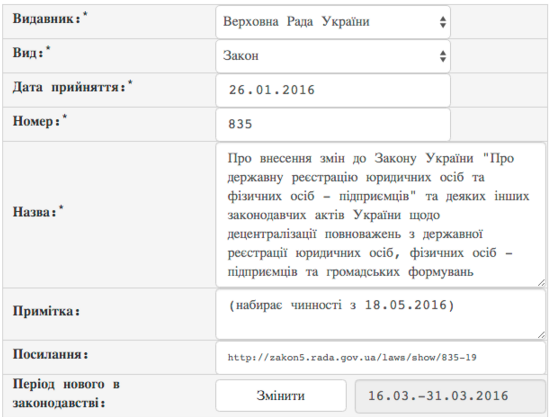 Видавник:* Верховна Рада України
Вид:* Закон
Дата прийняття:* 26.01.2016
Номер:* 835
Назва:*
Про внесення змін до Закону України "Про
державну реєстрацію юридичних осіб та
фізичних осіб – підприємців" та деяких інших
законодавчих актів України щодо
децентралізації повноважень з державної
реєстрації юридичних осіб, фізичних осіб –
підприємців та громадських формувань
Примітка: (набирає чинності з 18.05.2016)
Посилання: http://zakon5.rada.gov.ua/laws/show/835-19
Період нового в
законодавстві: Змінити 16.03.–31.03.2016